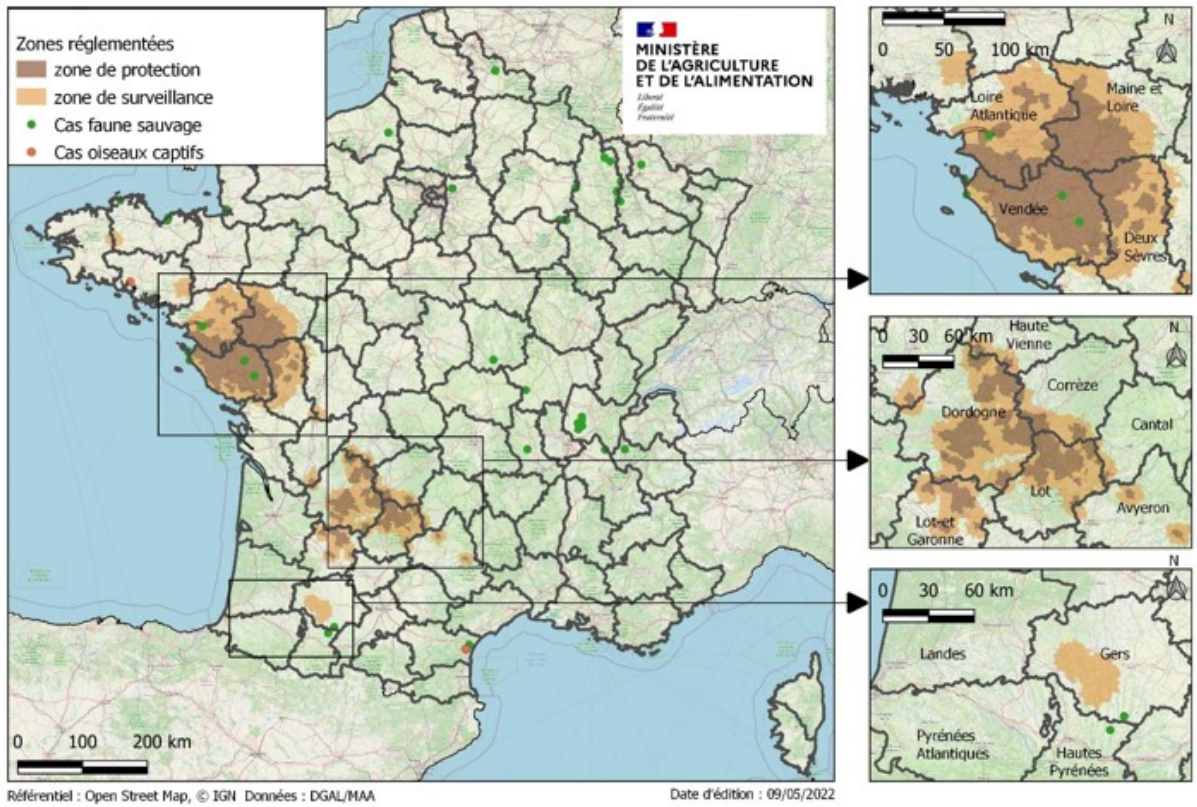 Zones réglementées
zone de protection
zone de surveillance
Cas faune sauvage
Cas oiseaux captifs
MINISTÈRE
DE L'AGRICULTURE
ET DE L'ALIMENTATION
Liberté
Égalité
Fraternité
0 100 200 km
Référentiel : Open Street Map, © IGN Données : DGAL/MAA
Date d'édition : 09/05/2022
N
0 50 100 km
Loire
Atlantique
Maine et
Loire
Vendée
Deux
Sèvres
N
0 30 60 km
Haute
Vienne
Corrèze
Dordogne
Cantal
Lot
Aveyron
Lot-et
Garonne
N
0 30 60 km
Landes
Gers
Pyrénées
Atlantiques
Hautes
Pyrénées